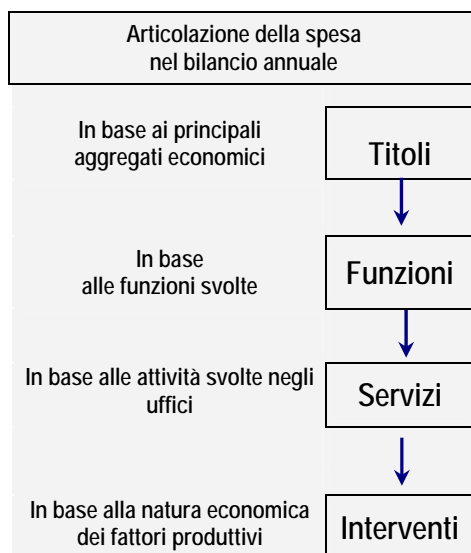 Articolazione della spesa
nel bilancio annuale
In base ai principali
aggregati economici
Titoli
In base
alle funzioni svolte
Funzioni
In base alle attività svolte negli
uffici
Servizi
In base alla natura economica
dei fattori produttivi
Interventi